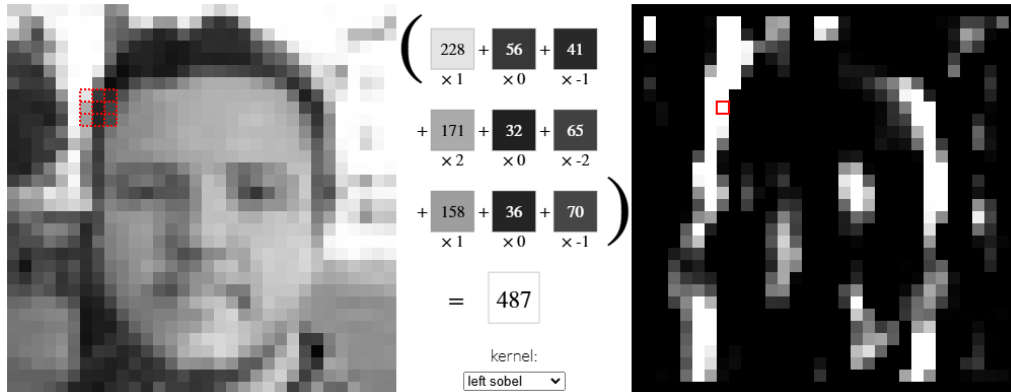 ( 228 + 56 + 41
× 1 × 0 × -1
+ 171 + 32 + 65
× 2 × 0 × -2
+ 158 + 36 + 70 )
× 1 × 0 × -1
= 487
kernel:
left sobel